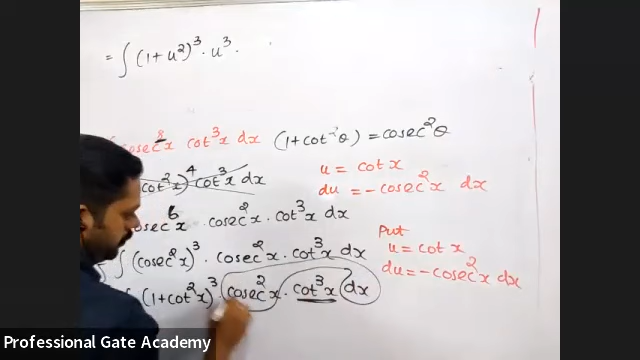 = ∫ (1+u²)³ · u³ ·
cosec⁸x cot³x dx (1+cot²θ) = cosec²θ
cot²x)⁴ cot³x dx
u = cot x
du = -cosec²x dx
cosec⁶x · cosec²x · cot³x dx
∫ (cosec²x)³ · cosec²x · cot³x dx
Put
u = cot x
du = -cosec²x dx
(1+cot²x)³ · cosec²x · cot³x dx
Professional Gate Academy